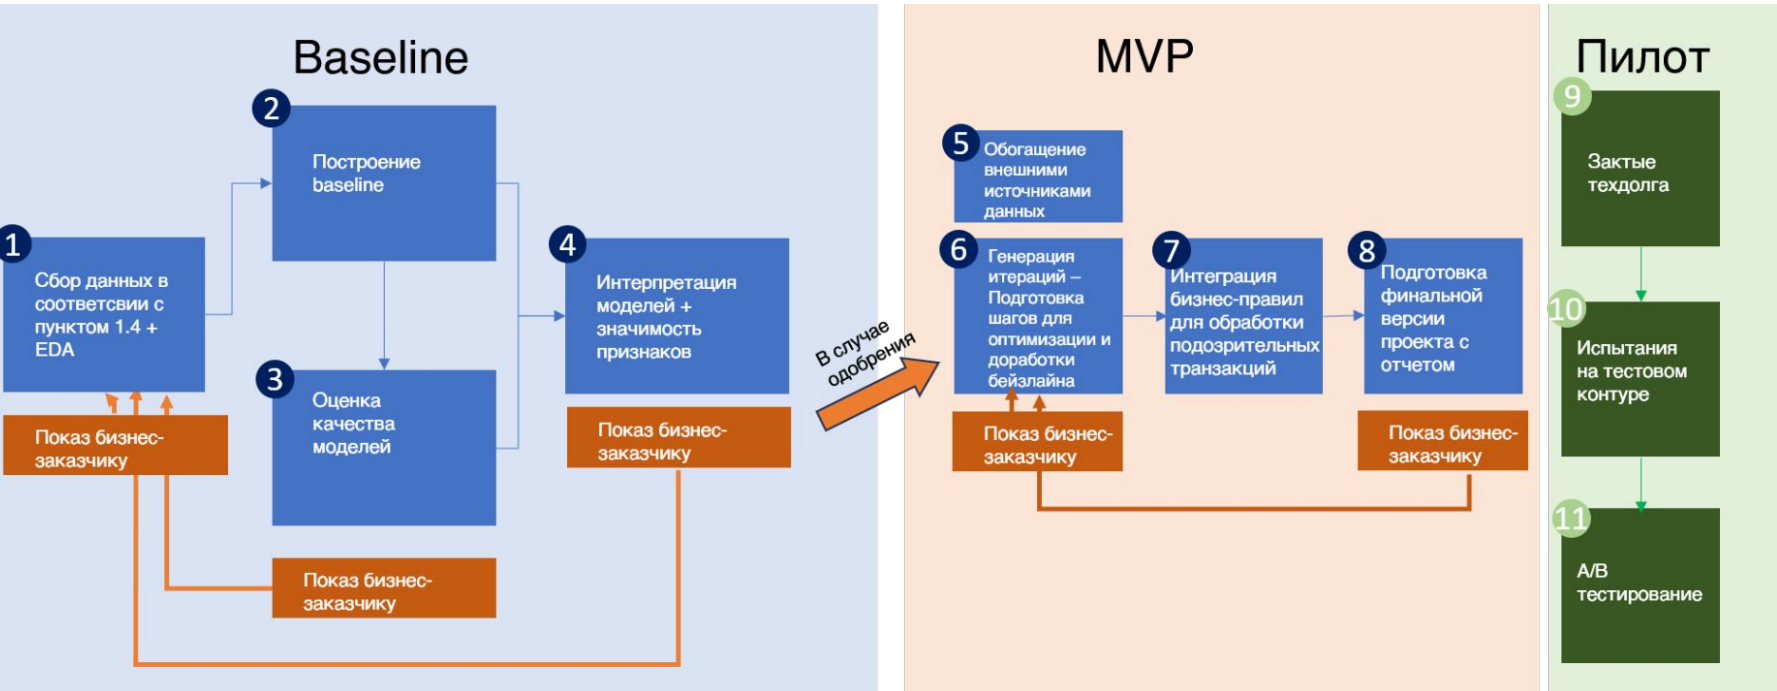 Baseline
1
Сбор данных в
соответсвии с
пунктом 1.4 +
EDA
Показ бизнес-
заказчику
2
Построение
baseline
3
Оценка
качества
моделей
Показ бизнес-
заказчику
4
Интерпретация
моделей +
значимость
признаков
Показ бизнес-
заказчику
В случае
одобрения
MVP
5
Обогащение
внешними
источниками
данных
6
Генерация
итераций –
Подготовка
шагов для
оптимизации и
доработки
бейзлайна
Показ бизнес-
заказчику
7
Интеграция
бизнес-правил
для обработки
подозрительных
транзакций
8
Подготовка
финальной
версии
проекта с
отчетом
Показ бизнес-
заказчику
Пилот
9
Зактые
техдолга
10
Испытания
на тестовом
контуре
11
A/B
тестирование